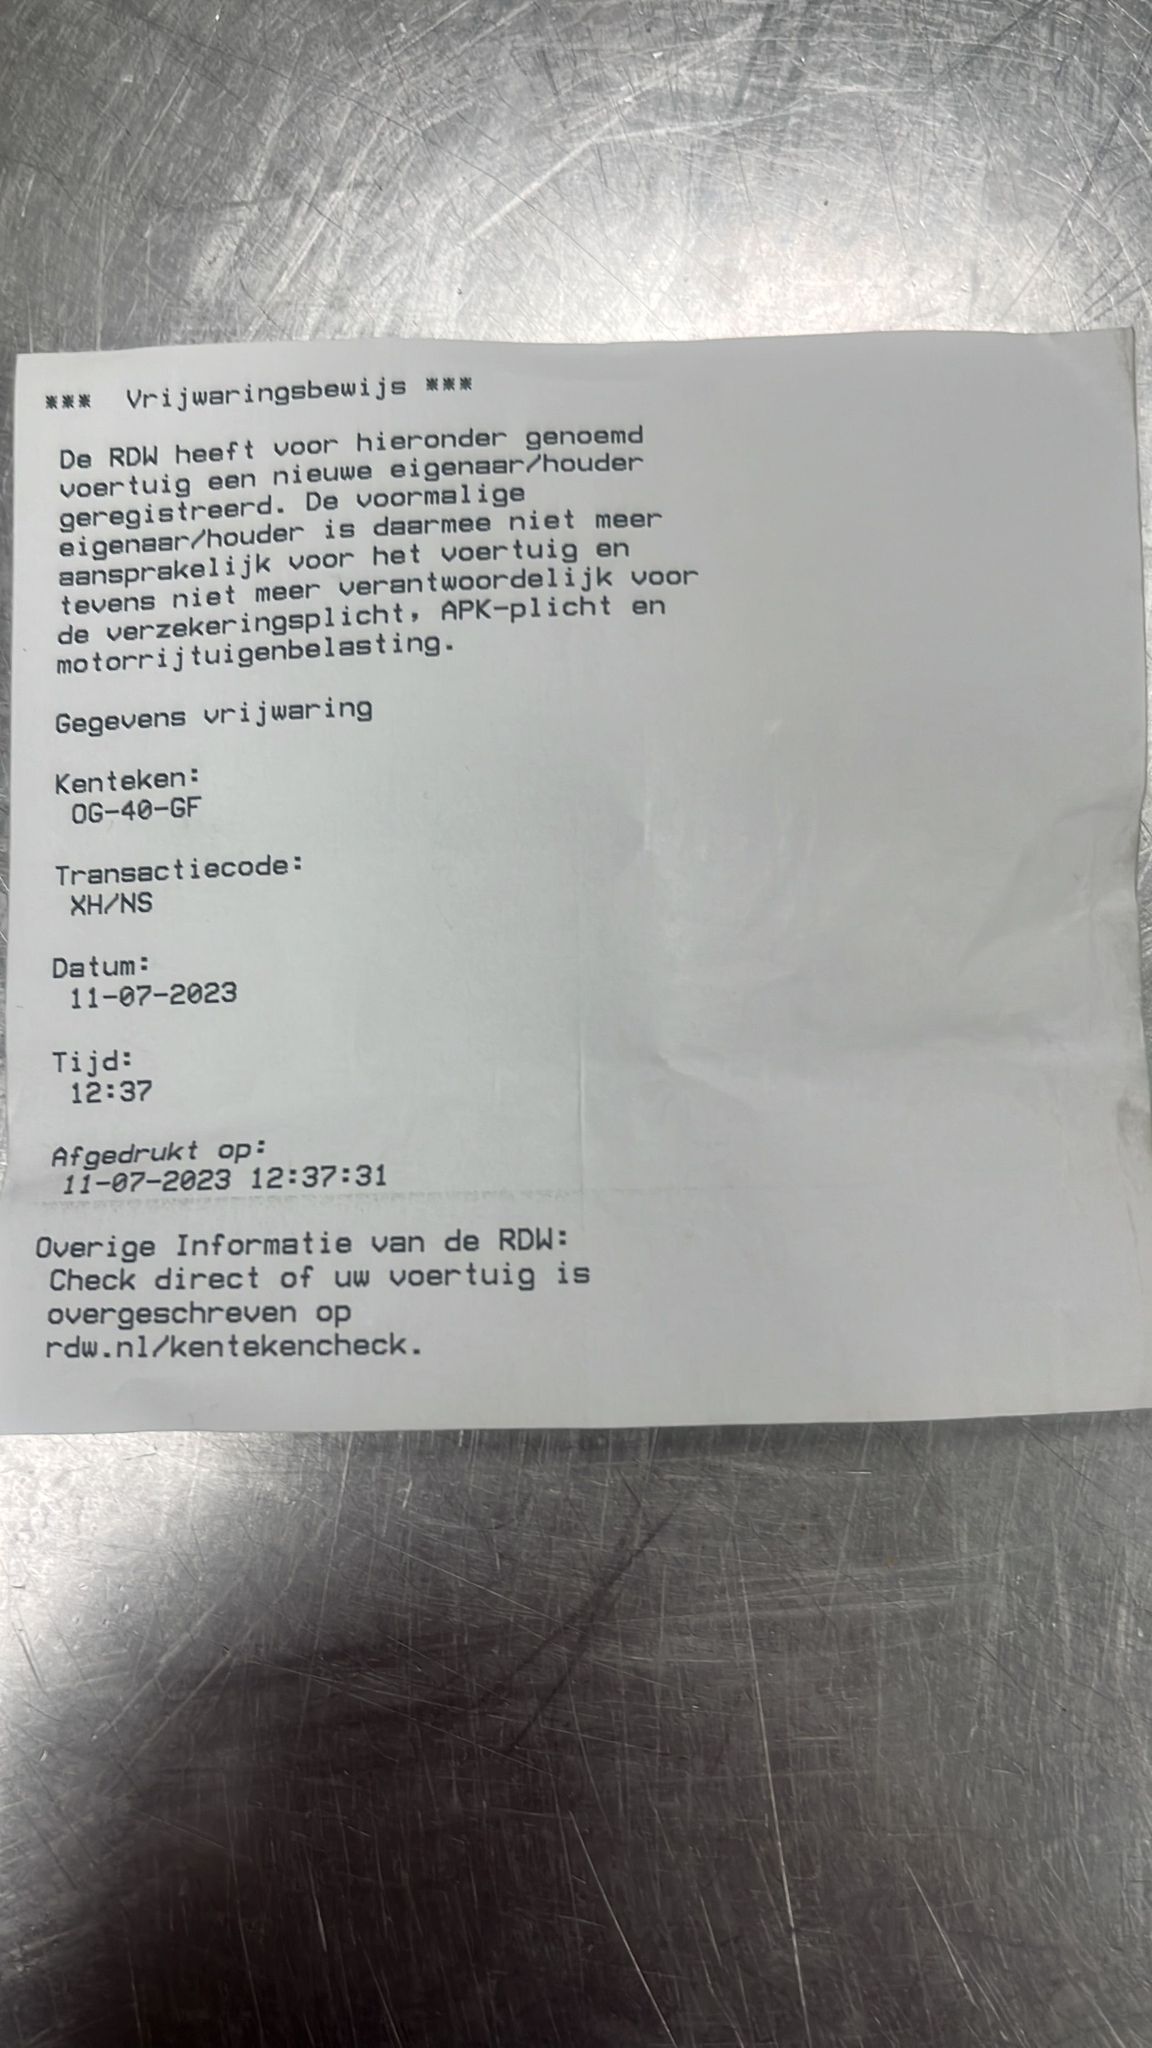 *** Vrijwaringsbewijs ***
De RDW heeft voor hieronder genoemd
voertuig een nieuwe eigenaar/houder
geregistreerd. De voormalige
eigenaar/houder is daarmee niet meer
aansprakelijk voor het voertuig en
tevens niet meer verantwoordelijk voor
de verzekeringsplicht, APK-plicht en
motorrijtuigenbelasting.
Gegevens vrijwaring
Kenteken:
OG-40-GF
Transactiecode:
XH/NS
Datum:
11-07-2023
Tijd:
12:37
Afgedrukt op:
11-07-2023 12:37:31
Overige Informatie van de RDW:
Check direct of uw voertuig is
overgeschreven op
rdw.nl/kentekencheck.